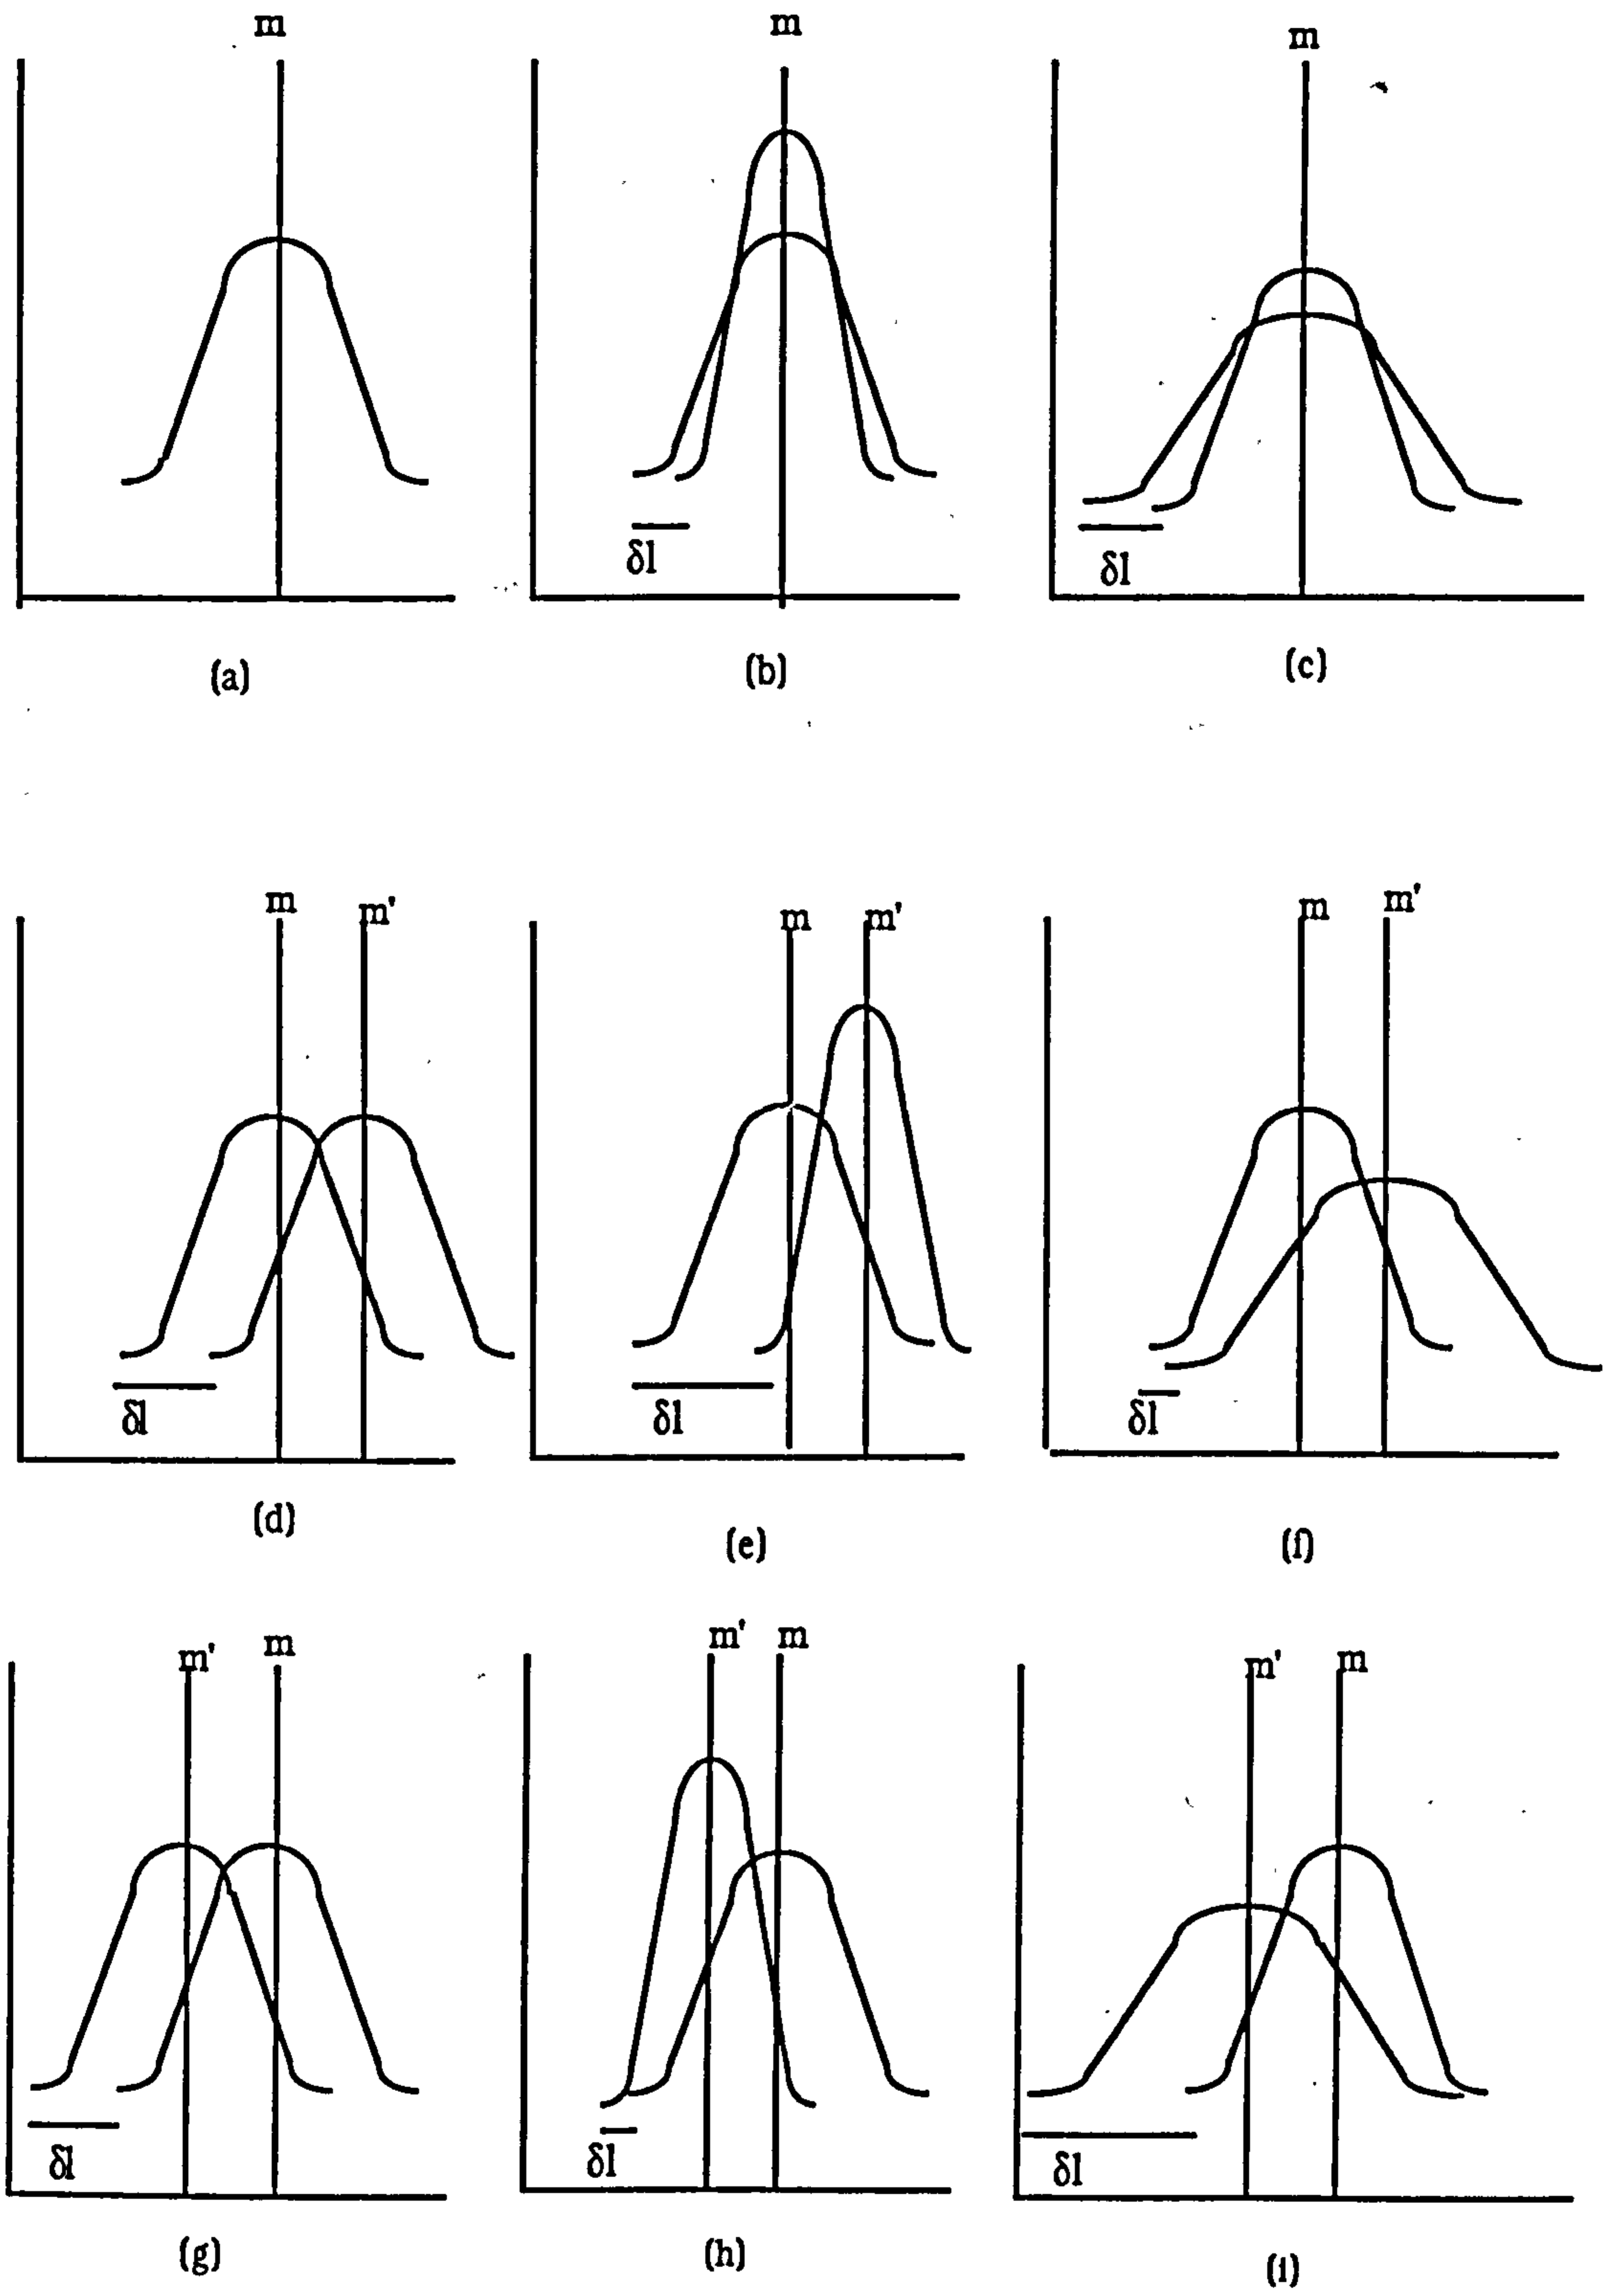 m m m
δl δl
(a) (b) (c)
m m' m m' m m'
δl δl δl
(d) (e) (f)
m' m m' m m' m
δl δl δl
(g) (h) (i)